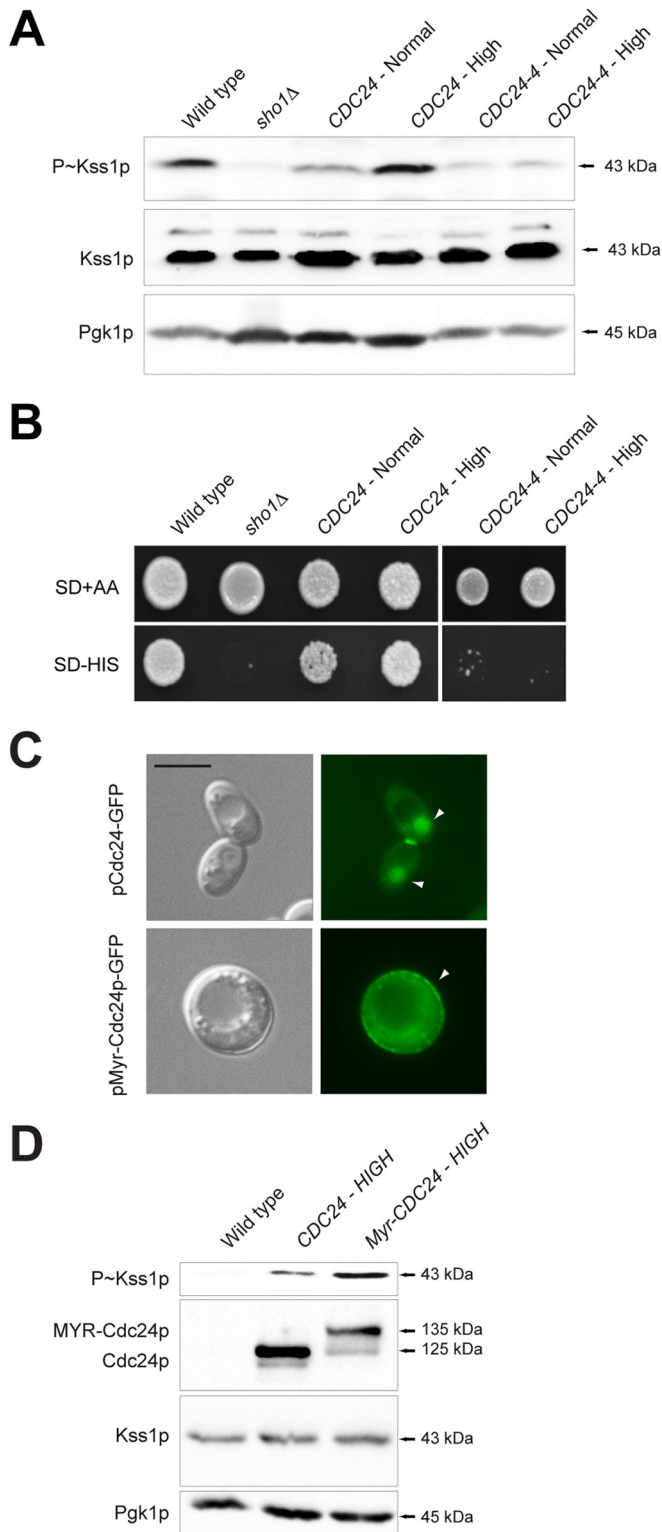 A
Wild type
sho1Δ
CDC24 - Normal
CDC24 - High
CDC24-4 - Normal
CDC24-4 - High
P~Kss1p
43 kDa
Kss1p
43 kDa
Pgk1p
45 kDa
B
Wild type
sho1Δ
CDC24 - Normal
CDC24 - High
CDC24-4 - Normal
CDC24-4 - High
SD+AA
SD-HIS
C
pCdc24-GFP
pMyr-Cdc24p-GFP
D
Wild type
CDC24 - HIGH
Myr-CDC24 - HIGH
P~Kss1p
43 kDa
MYR-Cdc24p
135 kDa
125 kDa
Cdc24p
Kss1p
43 kDa
Pgk1p
45 kDa